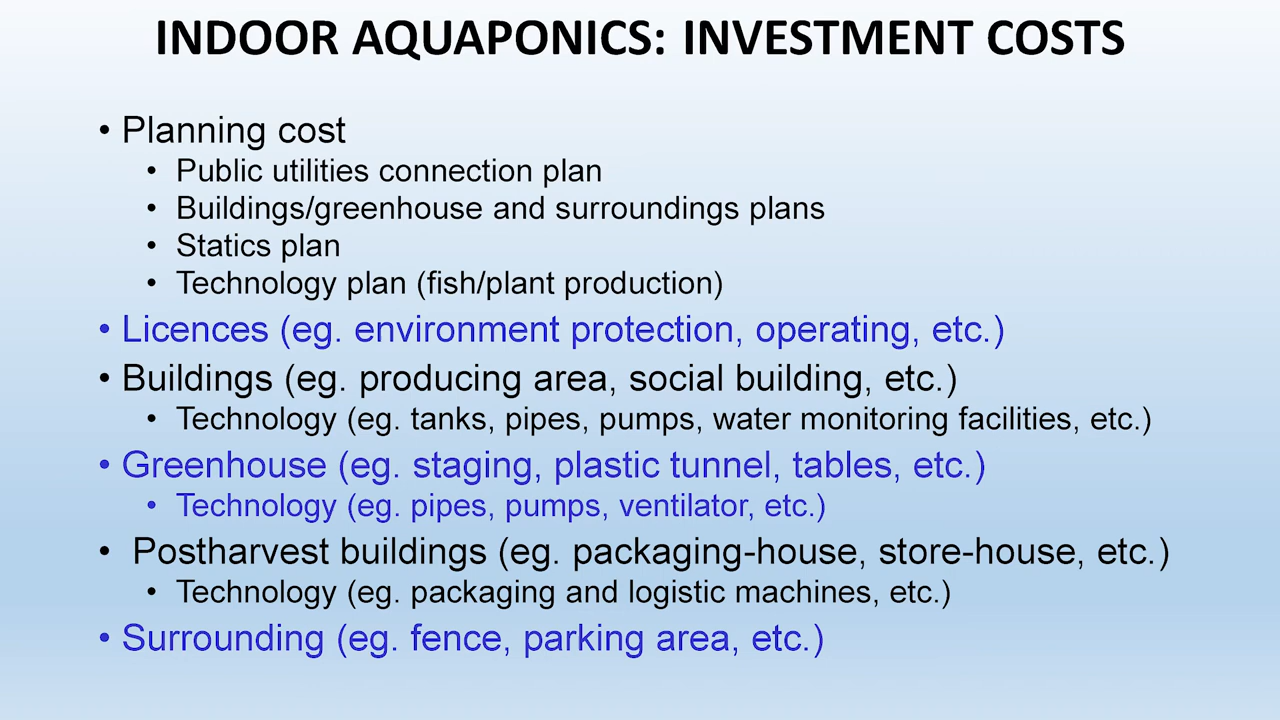 INDOOR AQUAPONICS: INVESTMENT COSTS
• Planning cost
• Public utilities connection plan
• Buildings/greenhouse and surroundings plans
• Statics plan
• Technology plan (fish/plant production)
• Licences (eg. environment protection, operating, etc.)
• Buildings (eg. producing area, social building, etc.)
• Technology (eg. tanks, pipes, pumps, water monitoring facilities, etc.)
• Greenhouse (eg. staging, plastic tunnel, tables, etc.)
• Technology (eg. pipes, pumps, ventilator, etc.)
• Postharvest buildings (eg. packaging-house, store-house, etc.)
• Technology (eg. packaging and logistic machines, etc.)
• Surrounding (eg. fence, parking area, etc.)